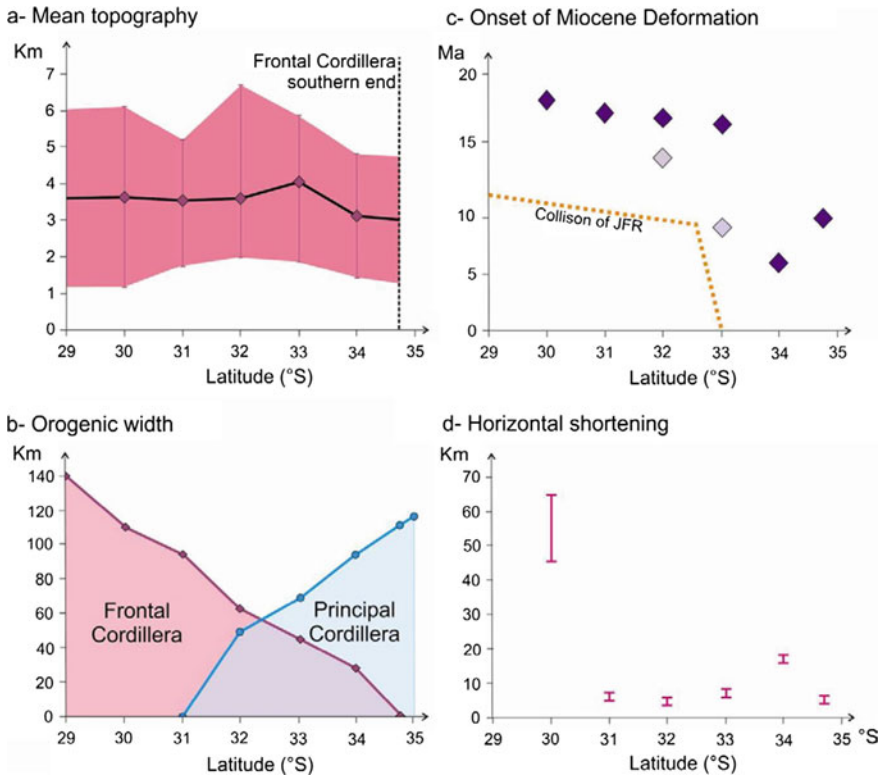 a- Mean topography
Km
Frontal Cordillera
southern end
7
6
5
4
3
2
1
0
29 30 31 32 33 34 35
Latitude (°S)
b- Orogenic width
Km
140
120
100
80
60
40
20
0
Frontal
Cordillera
Principal
Cordillera
29 30 31 32 33 34 35
Latitude (°S)
c- Onset of Miocene Deformation
Ma
20
15
10
5
0
Collison of JFR
29 30 31 32 33 34 35
Latitude (°S)
d- Horizontal shortening
Km
70
60
50
40
30
20
10
0
29 30 31 32 33 34 35 °S
Latitude (°S)